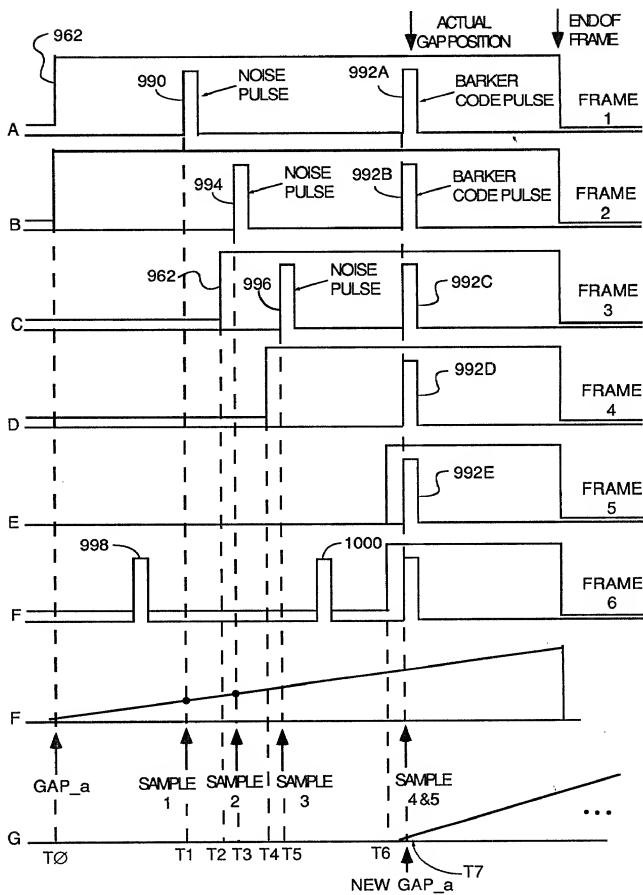 ACTUAL
GAP POSITION
END OF
FRAME
962
990
NOISE
PULSE
992A
BARKER
CODE PULSE
FRAME
1
A
994
NOISE
PULSE
992B
BARKER
CODE PULSE
FRAME
2
B
962
996
NOISE
PULSE
992C
FRAME
3
C
992D
FRAME
4
D
992E
FRAME
5
E
998
1000
FRAME
6
F
F
GAP_a
SAMPLE
1
SAMPLE
2
SAMPLE
3
SAMPLE
4&5
G
TØ
T1
T2
T3
T4
T5
T6
T7
NEW GAP_a
...